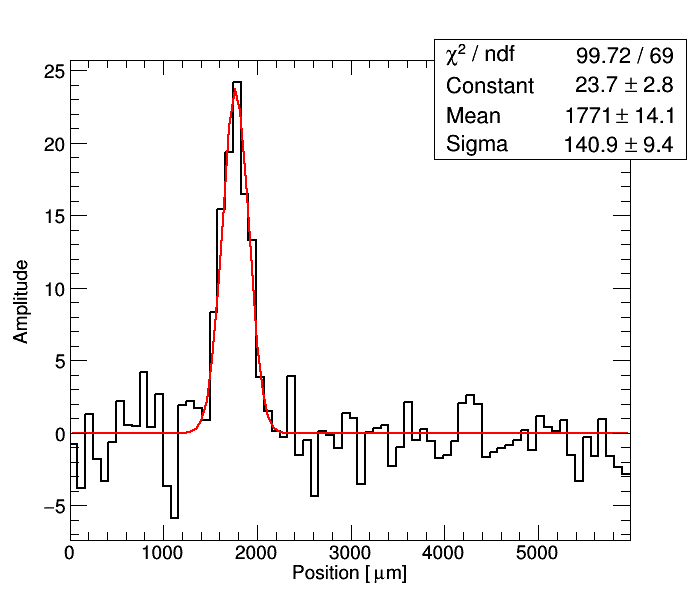 χ² / ndf 99.72 / 69
Constant 23.7 ± 2.8
Mean 1771 ± 14.1
Sigma 140.9 ± 9.4
25
20
15
10
5
0
−5
Amplitude
0 1000 2000 3000 4000 5000
Position [ μm]